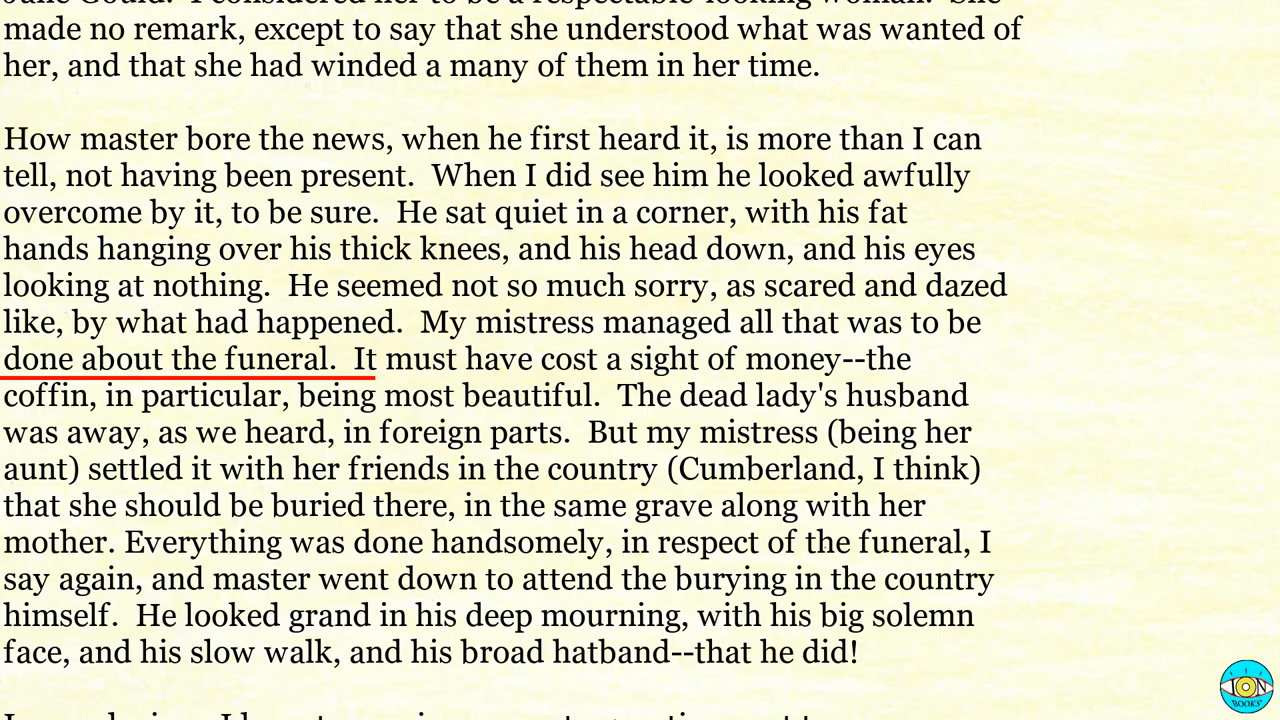 made no remark, except to say that she understood what was wanted of
her, and that she had winded a many of them in her time.
How master bore the news, when he first heard it, is more than I can
tell, not having been present.  When I did see him he looked awfully
overcome by it, to be sure.  He sat quiet in a corner, with his fat
hands hanging over his thick knees, and his head down, and his eyes
looking at nothing.  He seemed not so much sorry, as scared and dazed
like, by what had happened.  My mistress managed all that was to be
done about the funeral.  It must have cost a sight of money--the
coffin, in particular, being most beautiful.  The dead lady's husband
was away, as we heard, in foreign parts.  But my mistress (being her
aunt) settled it with her friends in the country (Cumberland, I think)
that she should be buried there, in the same grave along with her
mother. Everything was done handsomely, in respect of the funeral, I
say again, and master went down to attend the burying in the country
himself.  He looked grand in his deep mourning, with his big solemn
face, and his slow walk, and his broad hatband--that he did!
ION
BOOKS